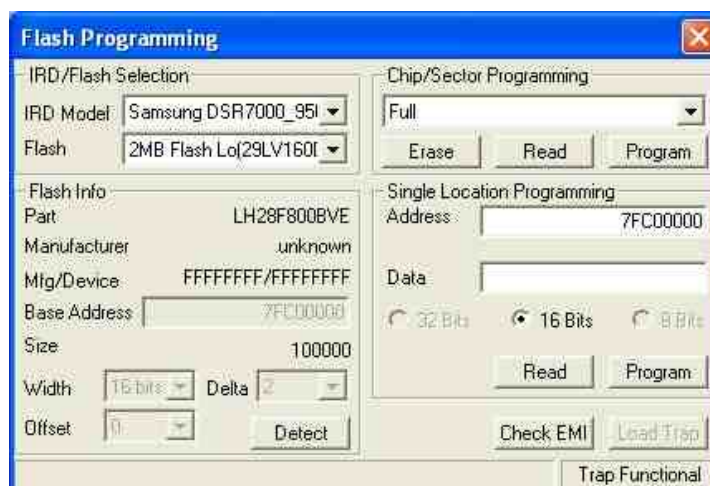 Flash Programming
IRD/Flash Selection
IRD Model Samsung DSR7000_95
Flash 2MB Flash Lo(29LV160
Flash Info
Part LH28F800BVE
Manufacturer unknown
Mfg/Device FFFFFFFF/FFFFFFFF
Base Address 7FC00000
Size 100000
Width 16 bits Delta 2
Offset 0 Detect
Chip/Sector Programming
Full
Erase Read Program
Single Location Programming
Address 7FC00000
Data
32 Bits 16 Bits 8 Bits
Read Program
Check EMI Load Trap
Trap Functional